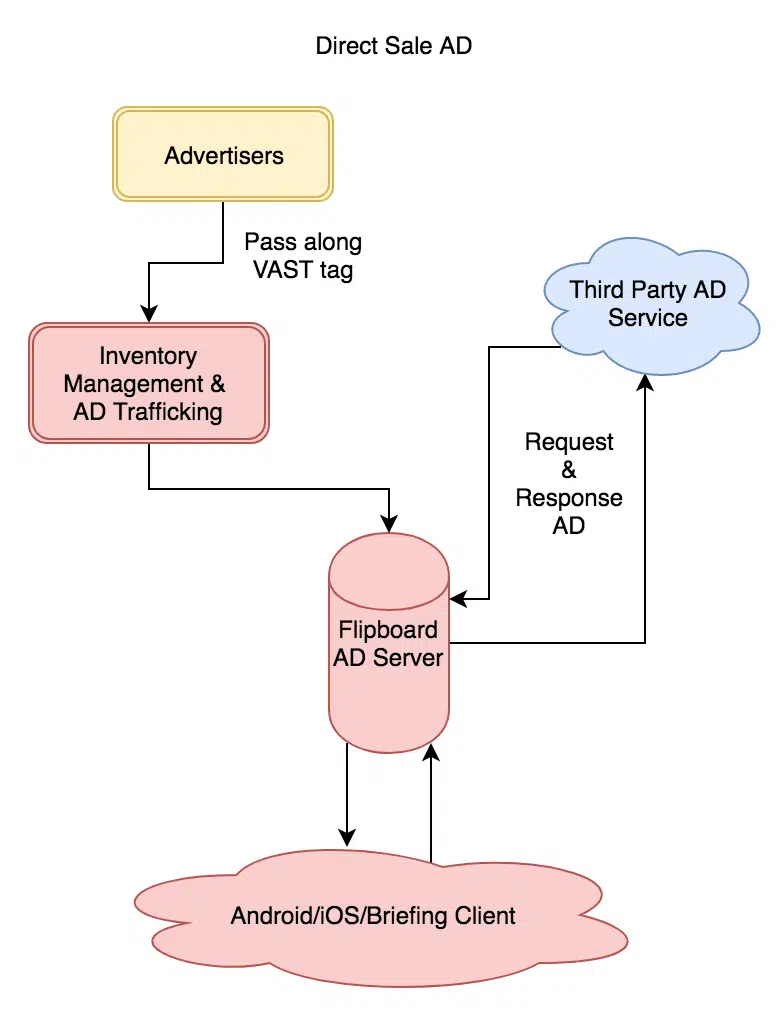 Direct Sale AD
Advertisers
Pass along
VAST tag
Third Party AD
Service
Inventory
Management &
AD Trafficking
Request
&
Response
AD
Flipboard
AD Server
Android/iOS/Briefing Client